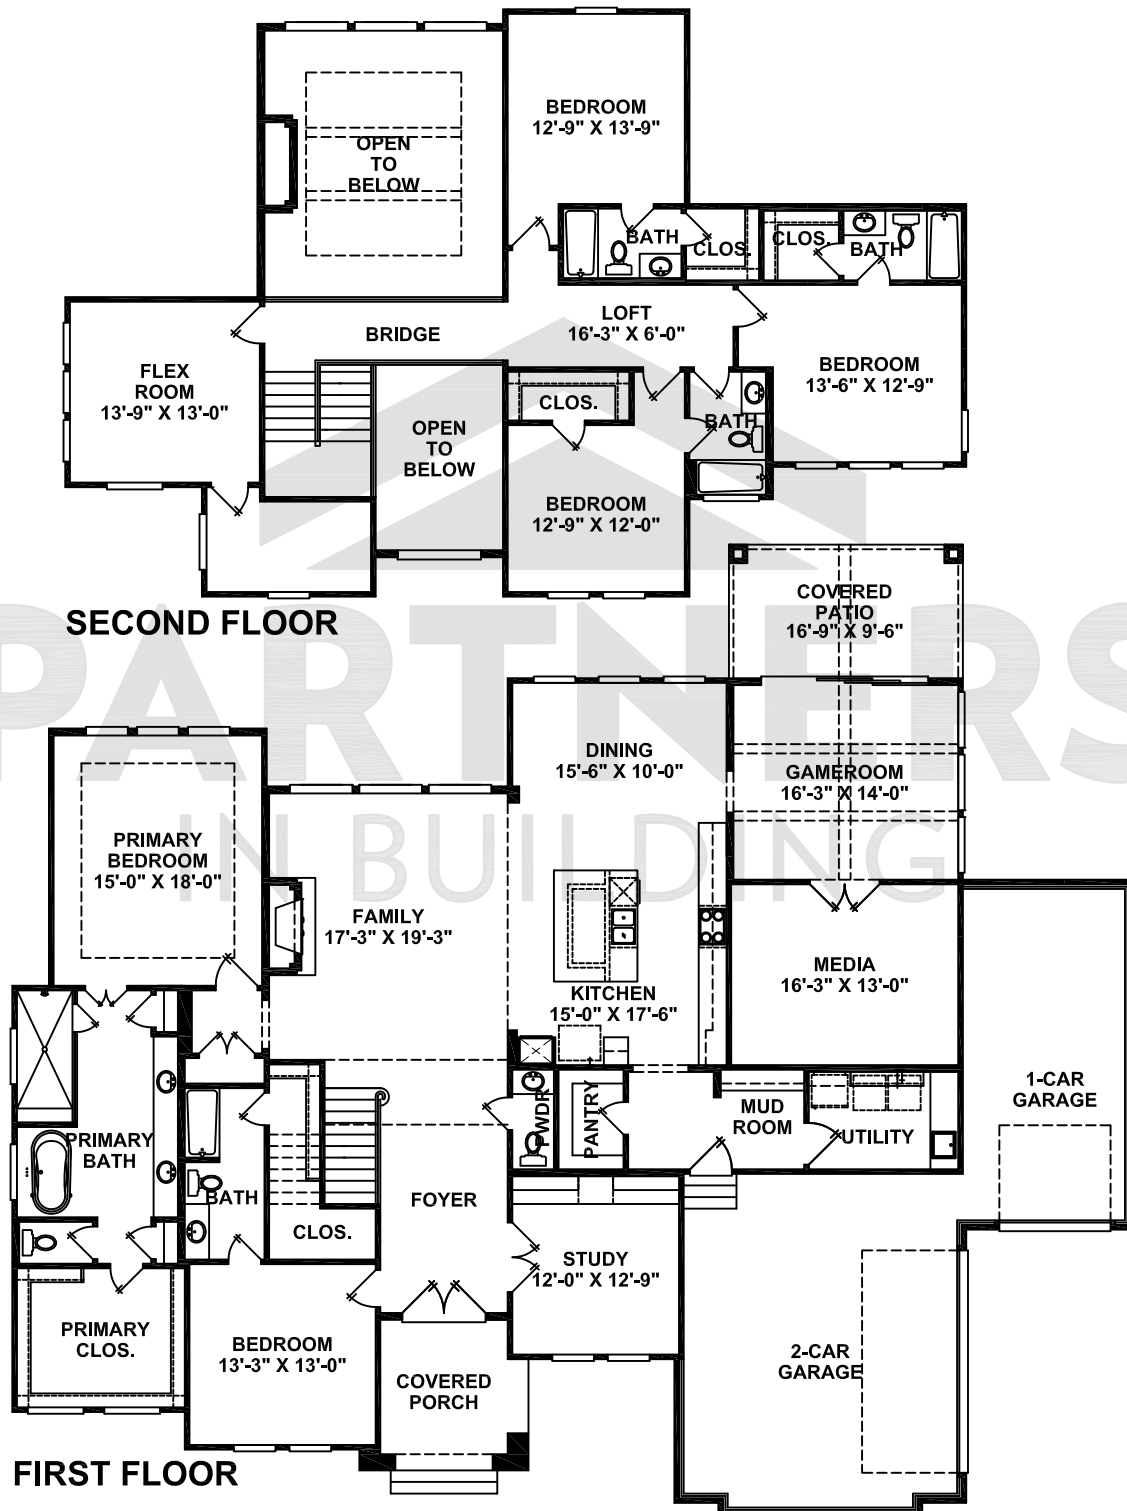 BEDROOM
12'-9" X 13'-9"
OPEN
TO
BELOW
BATH
CLOS.
CLOS.
BATH
LOFT
16'-3" X 6'-0"
BRIDGE
FLEX
ROOM
13'-9" X 13'-0"
BEDROOM
13'-6" X 12'-9"
CLOS.
BATH
OPEN
TO
BELOW
BEDROOM
12'-9" X 12'-0"
SECOND FLOOR
COVERED
PATIO
16'-9" X 9'-6"
PARTNERS
IN BUILDING
DINING
15'-6" X 10'-0"
GAMEROOM
16'-3" X 14'-0"
PRIMARY
BEDROOM
15'-0" X 18'-0"
FAMILY
17'-3" X 19'-3"
KITCHEN
15'-0" X 17'-6"
MEDIA
16'-3" X 13'-0"
1-CAR
GARAGE
PWDR
PANTRY
MUD
ROOM
UTILITY
PRIMARY
BATH
BATH
FOYER
CLOS.
STUDY
12'-0" X 12'-9"
PRIMARY
CLOS.
BEDROOM
13'-3" X 13'-0"
COVERED
PORCH
2-CAR
GARAGE
FIRST FLOOR